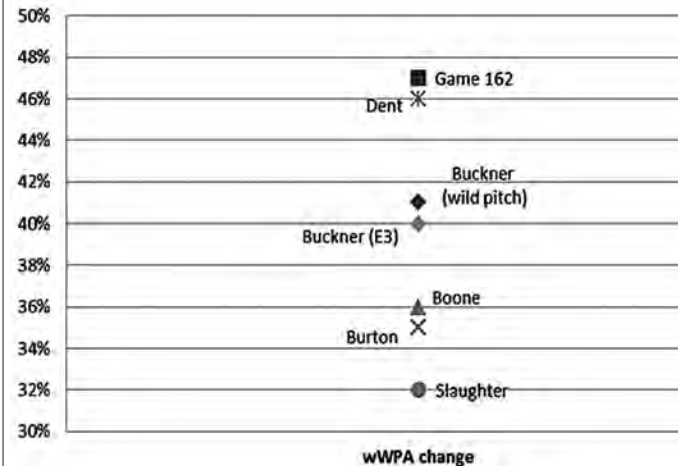 50%
48%
Game 162
46%
Dent
44%
42%
Buckner
(wild pitch)
40%
Buckner (E3)
38%
36%
Boone
Burton
34%
32%
Slaughter
30%
wWPA change